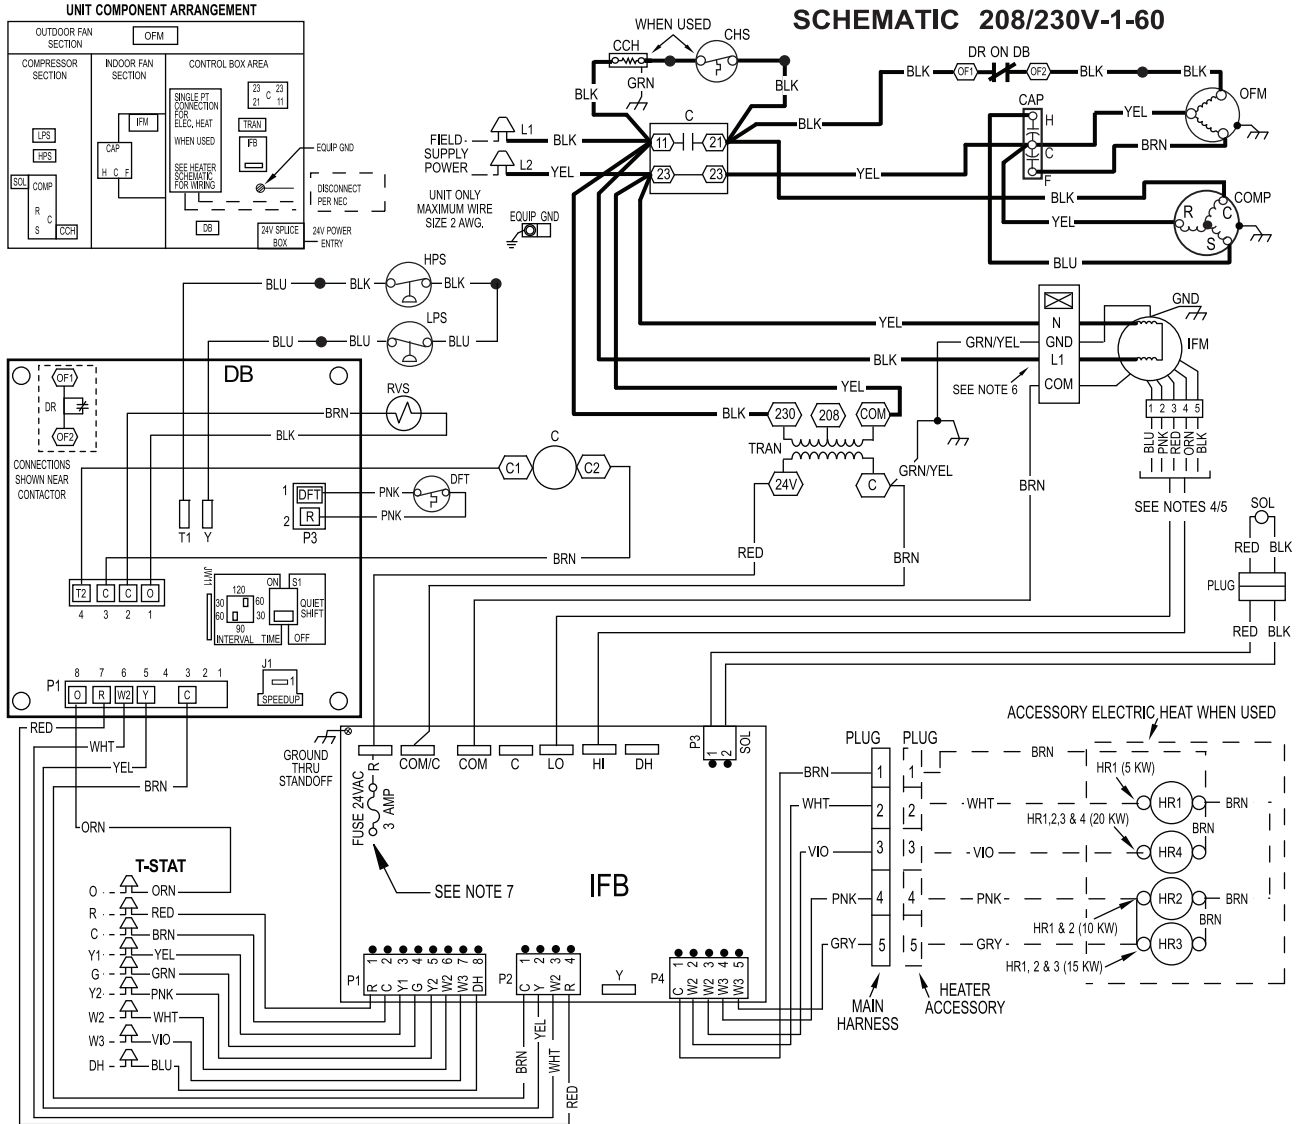 UNIT COMPONENT ARRANGEMENT
OUTDOOR FAN
SECTION
OFM
COMPRESSOR
SECTION
INDOOR FAN
SECTION
CONTROL BOX AREA
SINGLE PT
CONNECTION
FOR
ELEC. HEAT
WHEN USED
SEE HEATER
SCHEMATIC
FOR WIRING
23 C 23
21 11
TRAN
IFB
LPS
HPS
SOL
COMP
R
C
S
CCH
IFM
CAP
H C F
EQUIP GND
DISCONNECT
PER NEC
DB
24V SPLICE
BOX
24V POWER
ENTRY
SCHEMATIC 208/230V-1-60
WHEN USED
CCH
CHS
GRN
BLK
BLK
FIELD
SUPPLY
POWER
L1
BLK
L2
YEL
UNIT ONLY
MAXIMUM WIRE
SIZE 2 AWG.
EQUIP GND
C
11
21
23
23
BLK
BLK
OF1
DR ON DB
OF2
BLK
BLK
OFM
CAP
H
C
F
YEL
BRN
YEL
BLK
YEL
BLU
COMP
R
C
S
HPS
BLU
BLK
BLK
LPS
BLU
BLU
BLU
YEL
BLK
GRN/YEL
SEE NOTE 6
N
GND
L1
COM
GND
IFM
1 2 3 4 5
BLU
PNK
RED
ORN
BLK
SEE NOTES 4/5
YEL
BLK
230
208
COM
TRAN
24V
C
GRN/YEL
BRN
RED
BRN
SOL
RED
BLK
PLUG
RED
BLK
DB
OF1
DR
OF2
CONNECTIONS
SHOWN NEAR
CONTACTOR
RVS
BRN
BLK
C
C1
C2
DFT
1
DFT
PNK
2
R
PNK
P3
T1
Y
BRN
T2
C
C
O
4
3
2
1
JW11
120
30
60
60
30
90
INTERVAL TIME
ON
S1
QUIET
SHIFT
OFF
J1
1
SPEEDUP
P1
8 7 6 5 4 3 2 1
O
R
W2
Y
C
RED
WHT
YEL
BRN
ORN
T-STAT
O
ORN
R
RED
C
BRN
Y1
YEL
G
GRN
Y2
PNK
W2
WHT
W3
VIO
DH
BLU
GROUND
THRU
STANDOFF
R
COM/C
COM
C
LO
HI
DH
P3
1
2
SOL
FUSE 24VAC
3 AMP
SEE NOTE 7
IFB
P1
1 2 3 4 5 6 7 8
R C Y1 G Y2 W2 W3 DH
P2
1 2 3 4
C Y W2 R
Y
P4
1 2 3 4 5
C W2 W2 W3 W3
BRN
YEL
WHT
RED
PLUG
PLUG
BRN
1
1
WHT
2
2
VIO
3
3
PNK
4
4
GRY
5
5
MAIN
HARNESS
HEATER
ACCESSORY
ACCESSORY ELECTRIC HEAT WHEN USED
BRN
HR1 (5 KW)
WHT
HR1
BRN
HR1,2,3 & 4 (20 KW)
BRN
VIO
HR4
PNK
HR2
BRN
HR1 & 2 (10 KW)
BRN
GRY
HR3
HR1, 2 & 3 (15 KW)